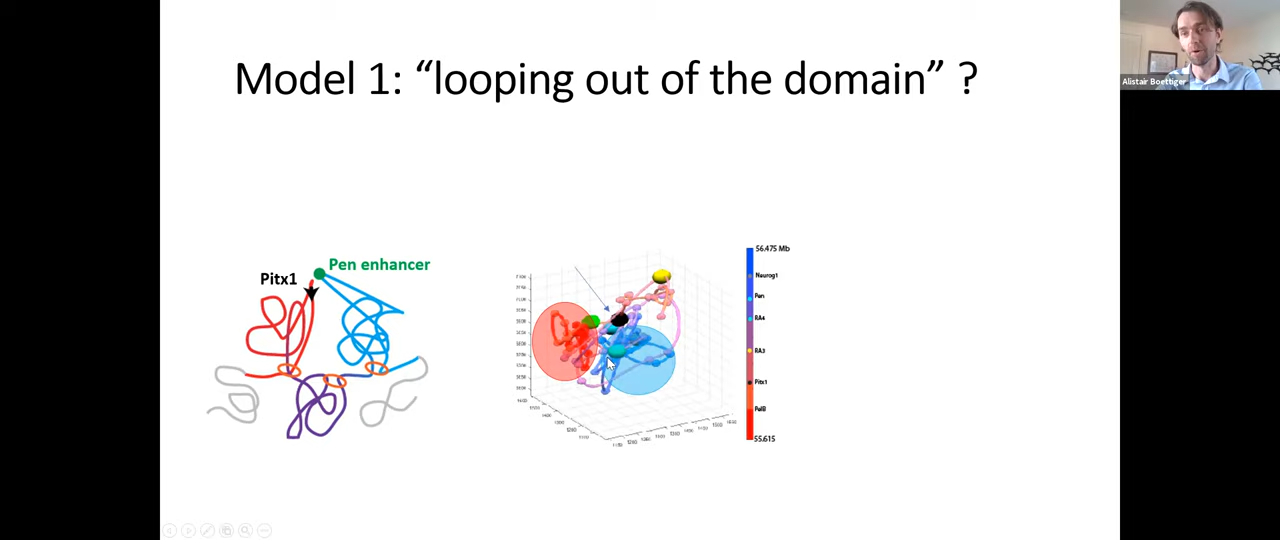 Model 1: “looping out of the domain” ?
Alistair Boettiger
Pen enhancer
Pitx1
56.475 Mb
Neurog1
Pen
RA4
RA3
Pitx1
PelB
55.615